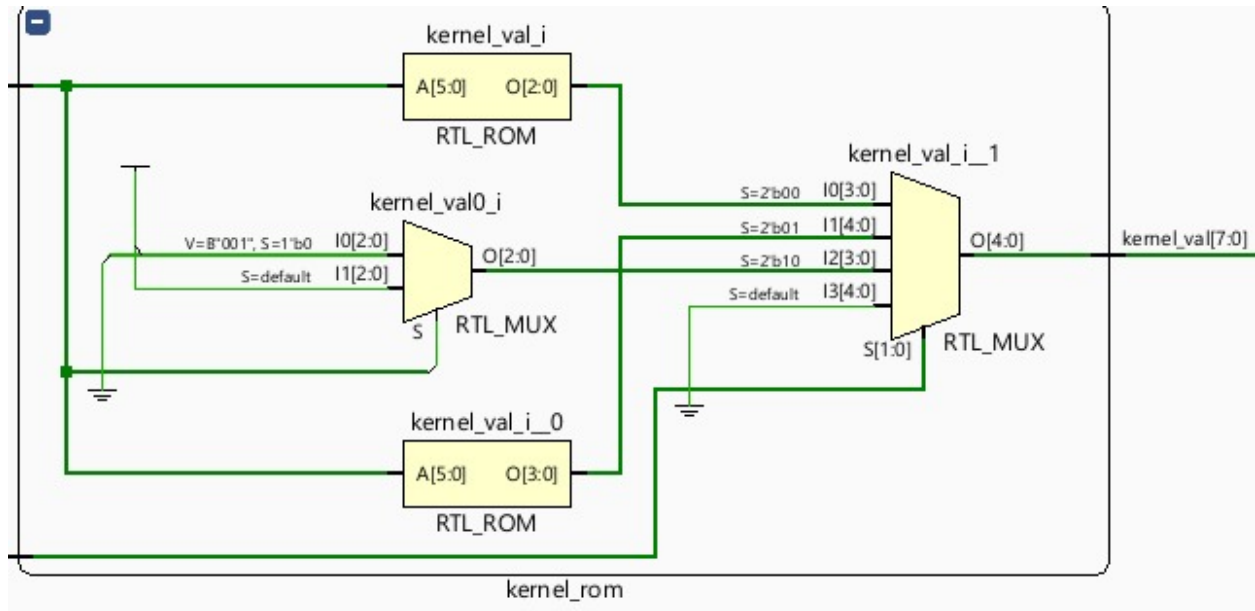 kernel_val_i
A[5:0] O[2:0]
RTL_ROM
kernel_val_i__1
S=2'b00 I0[3:0]
kernel_val0_i
S=2'b01 I1[4:0]
V=B"001", S=1'b0 I0[2:0]
O[2:0]
O[4:0]
kernel_val[7:0]
S=2'b10 I2[3:0]
S=default I1[2:0]
S=default I3[4:0]
S
RTL_MUX
S[1:0]
RTL_MUX
kernel_val_i__0
A[5:0] O[3:0]
RTL_ROM
kernel_rom